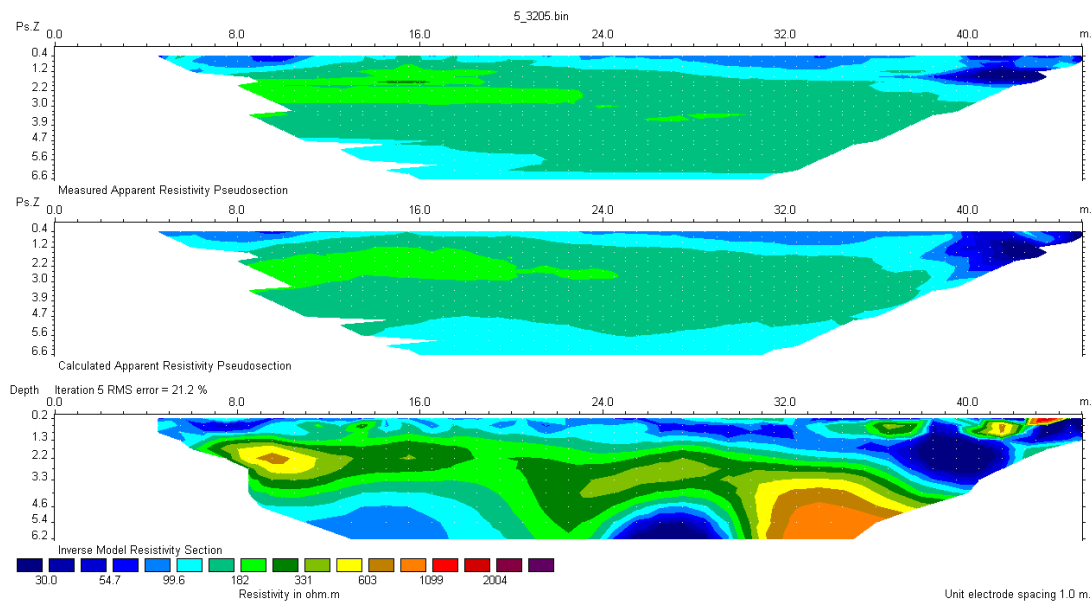 5_3205.bin
Ps.Z 0.0 8.0 16.0 24.0 32.0 40.0 m.
0.4
1.2
2.2
3.0
3.9
4.7
5.6
6.6
Measured Apparent Resistivity Pseudosection
Ps.Z 0.0 8.0 16.0 24.0 32.0 40.0 m.
0.4
1.2
2.2
3.0
3.9
4.7
5.6
6.6
Calculated Apparent Resistivity Pseudosection
Depth Iteration 5 RMS error = 21.2 %
0.0 8.0 16.0 24.0 32.0 40.0 m.
0.2
1.3
2.2
3.3
4.5
5.4
6.2
Inverse Model Resistivity Section
30.0 54.7 99.6 182 331 603 1099 2004
Resistivity in ohm.m Unit electrode spacing 1.0 m.